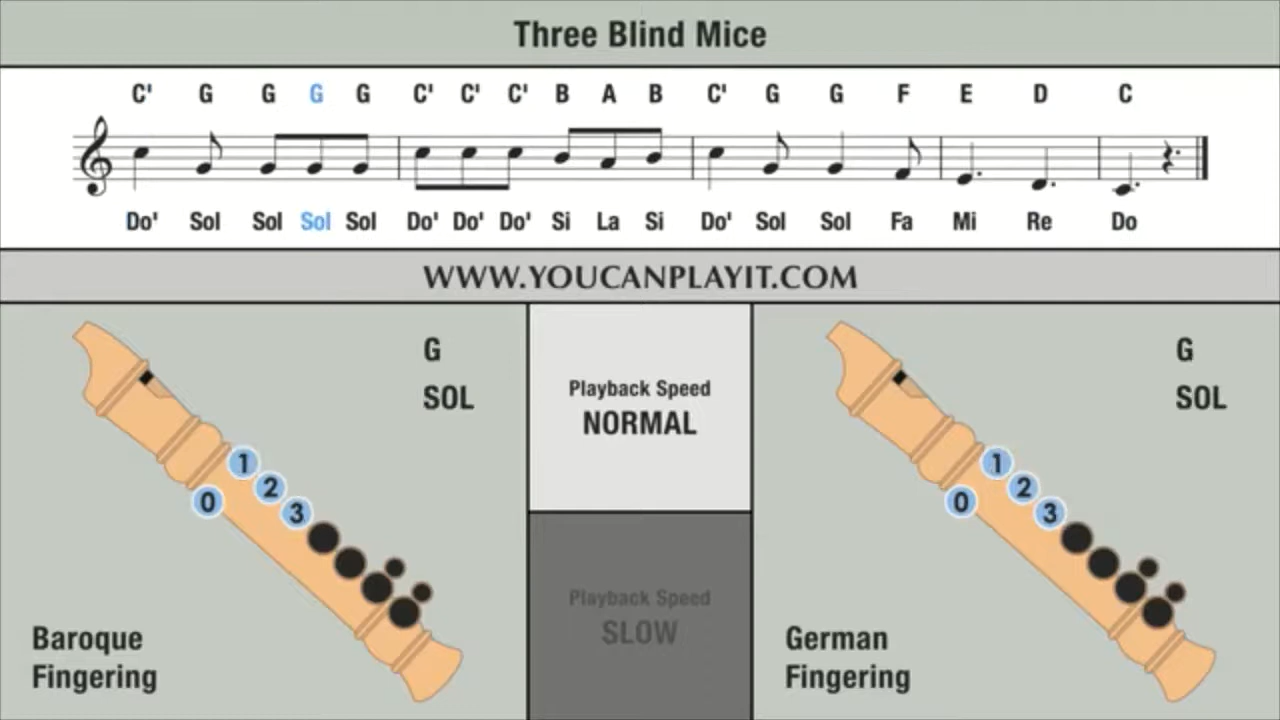 Three Blind Mice
C' G G G G C' C' C' B A B C' G G F E D C
Do' Sol Sol Sol Sol Do' Do' Do' Si La Si Do' Sol Sol Fa Mi Re Do
WWW.YOUCANPLAYIT.COM
G
SOL
1
2
0
3
Baroque
Fingering
Playback Speed
NORMAL
Playback Speed
SLOW
G
SOL
1
2
0
3
German
Fingering